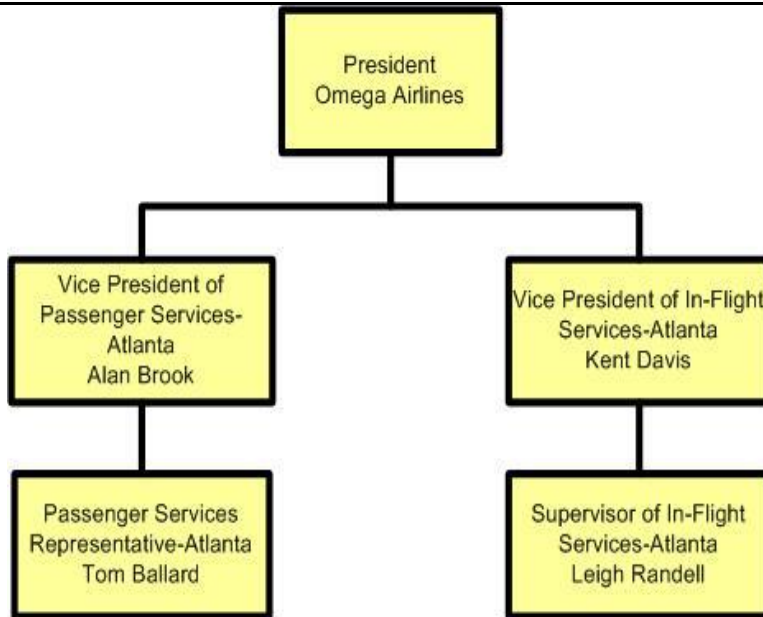 President
Omega Airlines
Vice President of
Passenger Services-
Atlanta
Alan Brook
Vice President of In-Flight
Services-Atlanta
Kent Davis
Passenger Services
Representative-Atlanta
Tom Ballard
Supervisor of In-Flight
Services-Atlanta
Leigh Randell